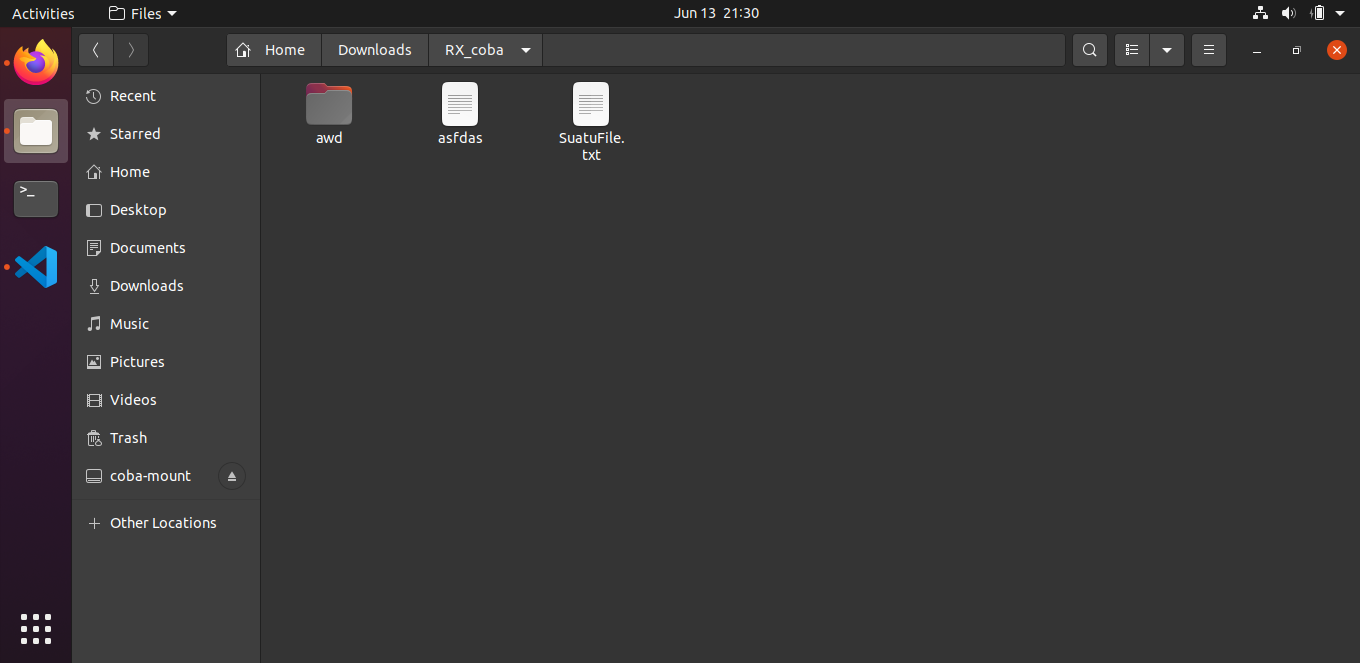 Activities Files Jun 13 21:30
Home Downloads RX_coba
Recent
Starred
Home
Desktop
Documents
Downloads
Music
Pictures
Videos
Trash
coba-mount
Other Locations
awd asfdas SuatuFile.
txt
>_